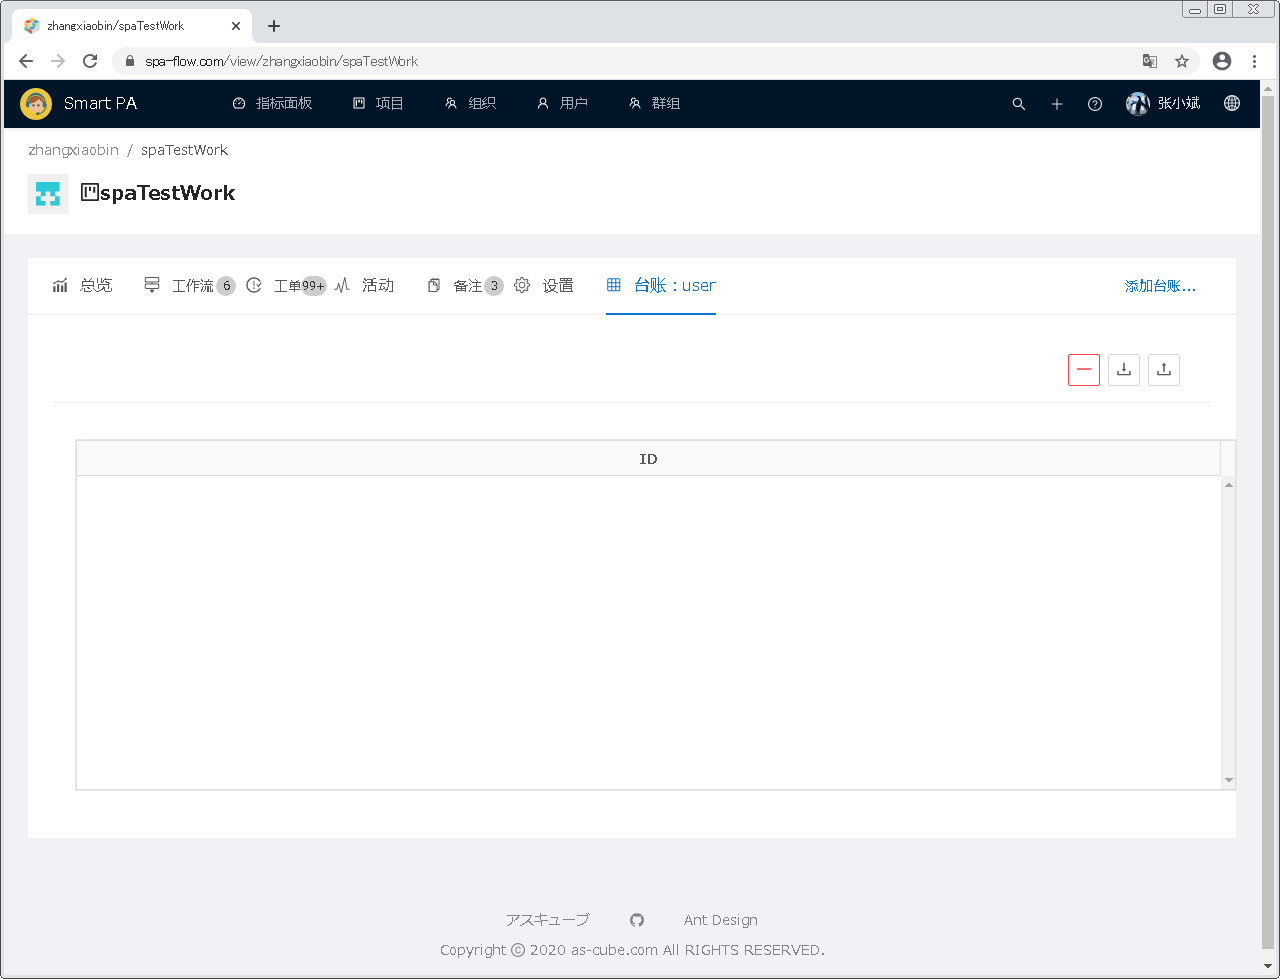 zhangxiaobin/spaTestWork
spa-flow.com/view/zhangxiaobin/spaTestWork
Smart PA 指标面板 项目 组织 用户 群组 张小斌
zhangxiaobin / spaTestWork
spaTestWork
总览 工作流 6 工单 99+ 活动 备注 3 设置 台账：user 添加台账...
ID
アスキューブ Ant Design
Copyright © 2020 as-cube.com All RIGHTS RESERVED.